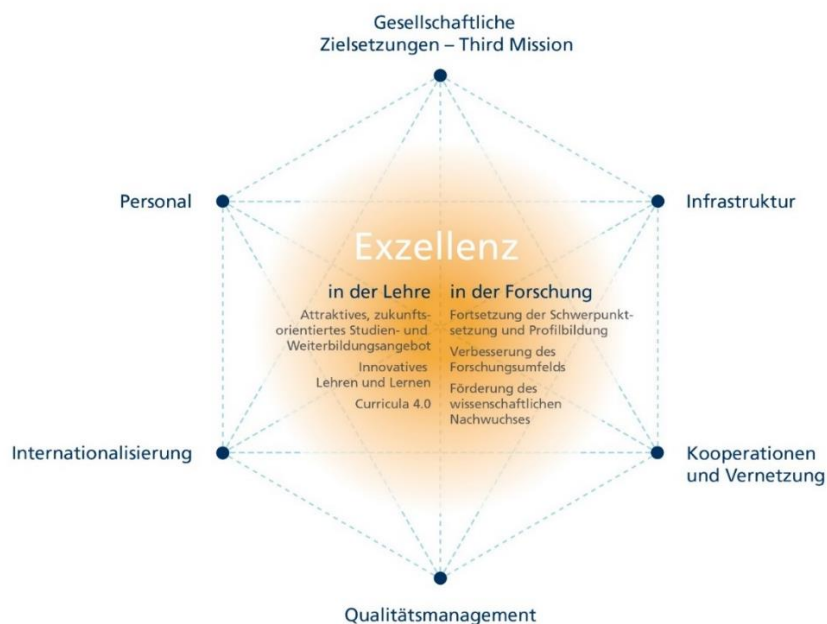 Gesellschaftliche
Zielsetzungen – Third Mission
Personal
Infrastruktur
Exzellenz
in der Lehre
Attraktives, zukunfts-
orientiertes Studien- und
Weiterbildungsangebot
Innovatives
Lehren und Lernen
Curricula 4.0
in der Forschung
Fortsetzung der Schwerpunkt-
setzung und Profilbildung
Verbesserung des
Forschungsumfelds
Förderung des
wissenschaftlichen
Nachwuchses
Internationalisierung
Kooperationen
und Vernetzung
Qualitätsmanagement